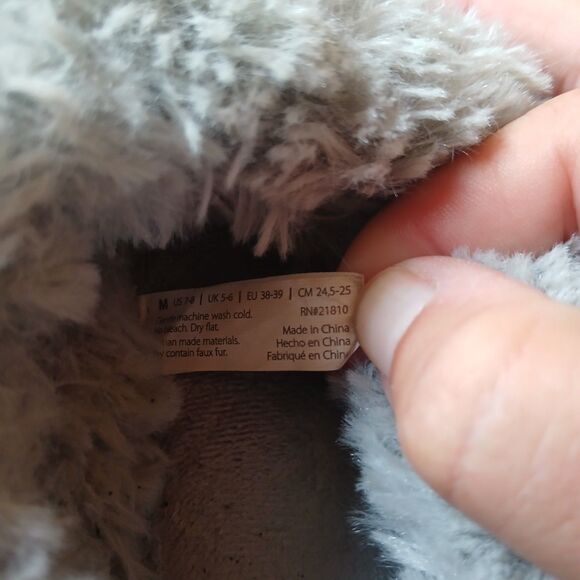 M US 7-8 | UK 5-6 | EU 38-39 | CM 24,5-25
machine wash cold.
bleach. Dry flat.
made materials.
contain faux fur.
RN#21810
Made in China
Hecho en China
Fabriqué en Chin